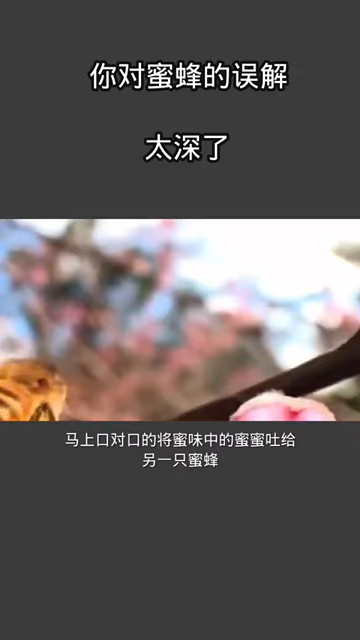 你对蜜蜂的误解
太深了
马上口对口的将蜜味中的蜜蜜吐给
另一只蜜蜂